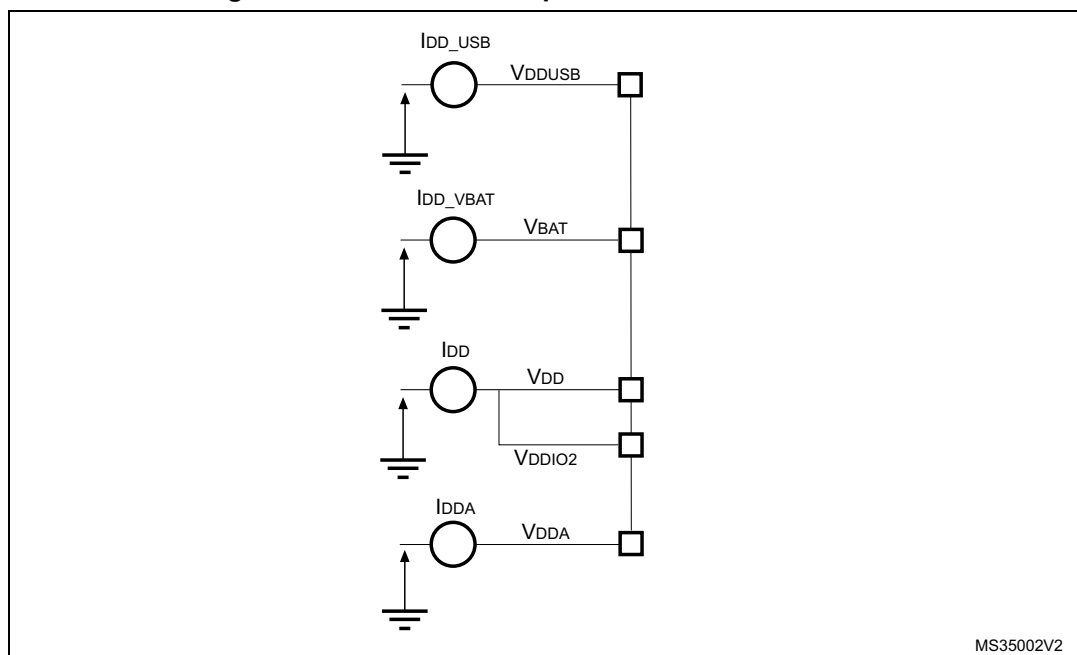 IDD_USB
VDDUSB
IDD_VBAT
VBAT
IDD
VDD
VDDIO2
IDDA
VDDA
MS35002V2